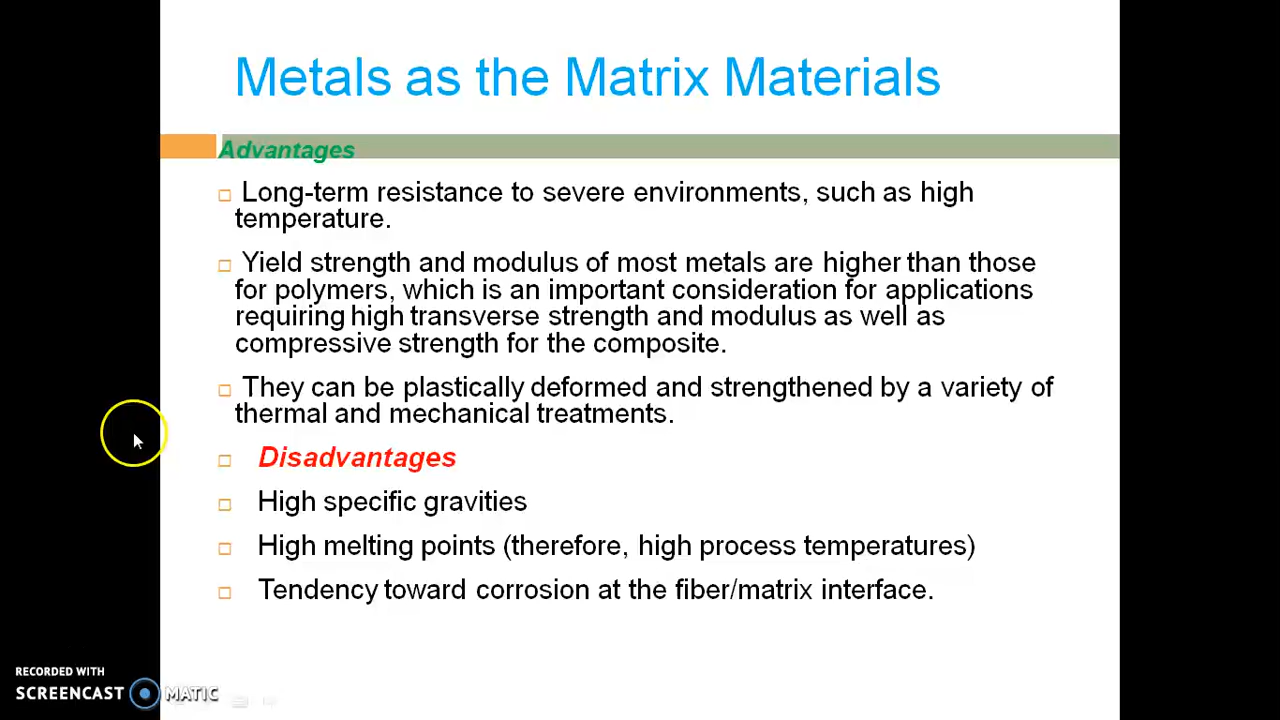 Metals as the Matrix Materials
Advantages
Long-term resistance to severe environments, such as high
temperature.
Yield strength and modulus of most metals are higher than those
for polymers, which is an important consideration for applications
requiring high transverse strength and modulus as well as
compressive strength for the composite.
They can be plastically deformed and strengthened by a variety of
thermal and mechanical treatments.
Disadvantages
High specific gravities
High melting points (therefore, high process temperatures)
Tendency toward corrosion at the fiber/matrix interface.
RECORDED WITH
SCREENCAST MATIC